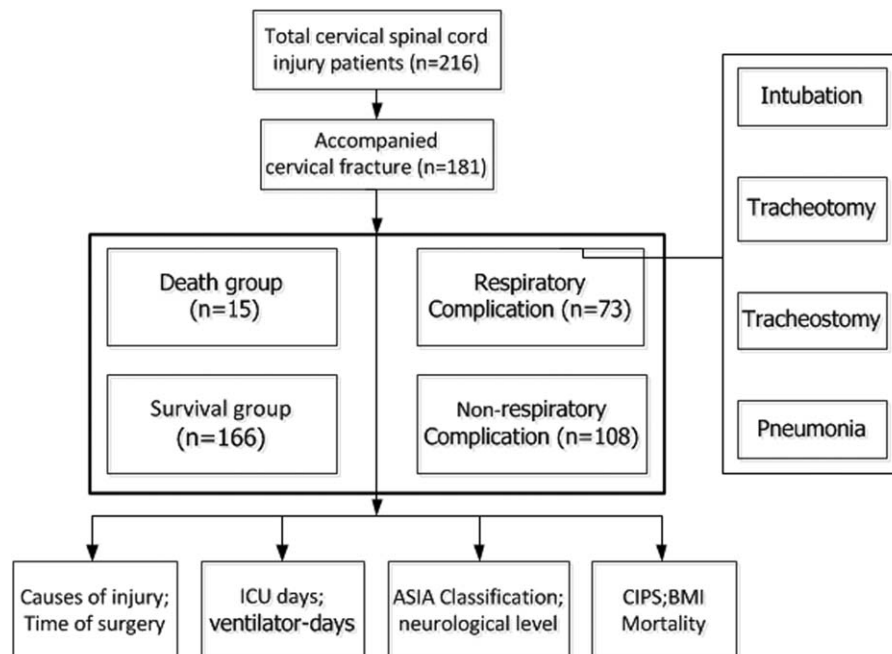 Total cervical spinal cord
injury patients (n=216)
Accompanied
cervical fracture (n=181)
Death group
(n=15)
Respiratory
Complication (n=73)
Survival group
(n=166)
Non-respiratory
Complication (n=108)
Intubation
Tracheotomy
Tracheostomy
Pneumonia
Causes of injury;
Time of surgery
ICU days;
ventilator-days
ASIA Classification;
neurological level
CIPS;BMI
Mortality